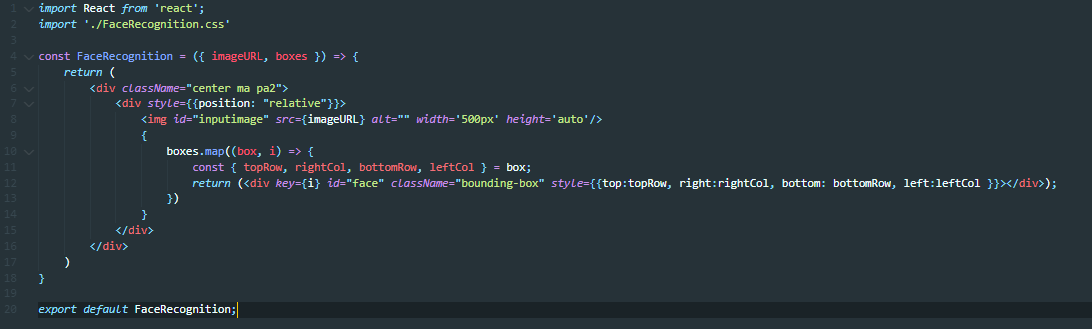 1 import React from 'react';
2 import './FaceRecognition.css'
3
4 const FaceRecognition = ({ imageURL, boxes }) => {
5     return (
6         <div className="center ma pa2">
7             <div style={{position: "relative"}}>
8                 <img id="inputimage" src={imageURL} alt="" width='500px' height='auto'/>
9                 {
10                     boxes.map((box, i) => {
11                         const { topRow, rightCol, bottomRow, leftCol } = box;
12                         return (<div key={i} id="face" className="bounding-box" style={{top:topRow, right:rightCol, bottom: bottomRow, left:leftCol }}></div>);
13                     })
14                 }
15             </div>
16         </div>
17     )
18 }
19
20 export default FaceRecognition;